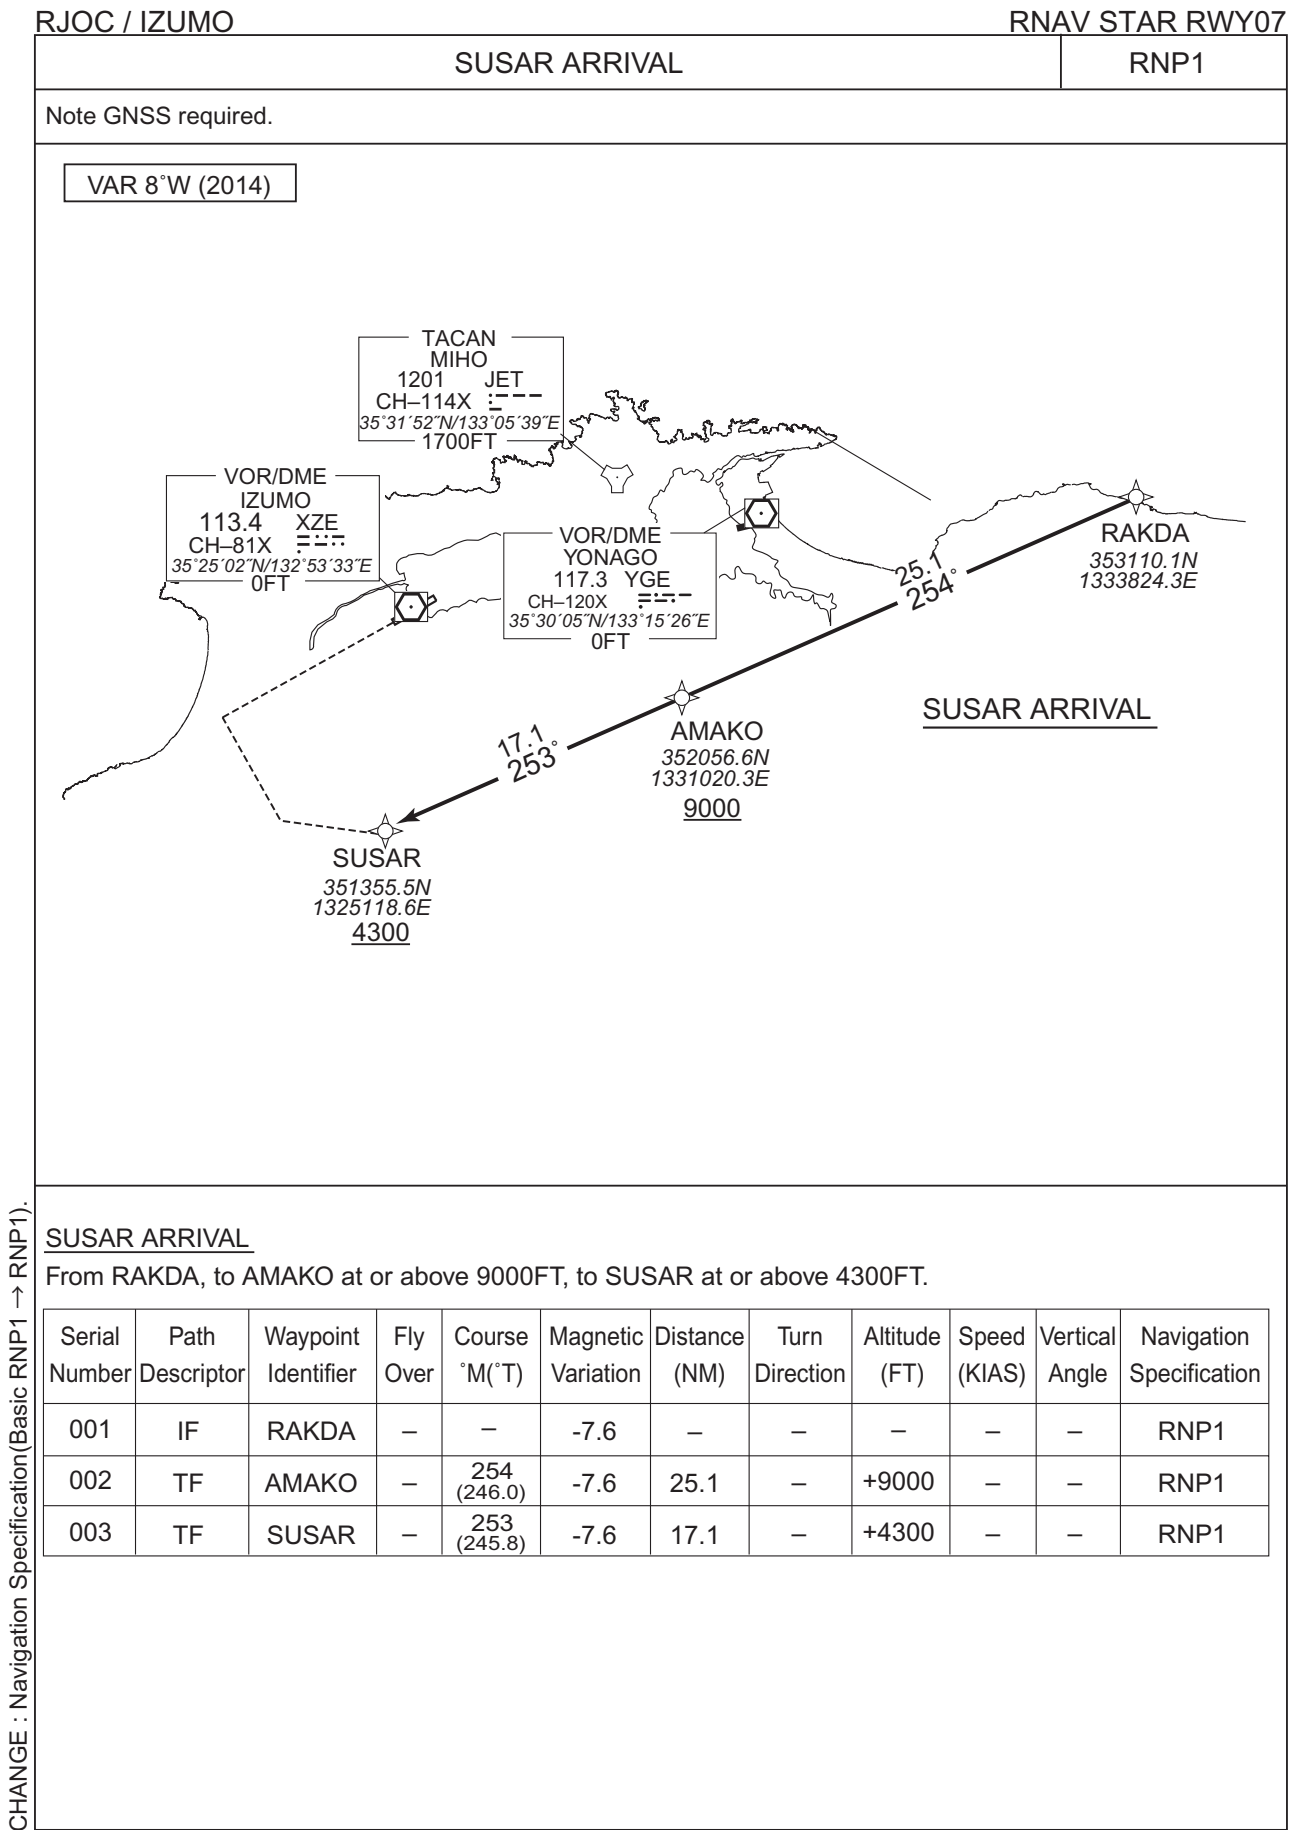 RJOC / IZUMO
RNAV STAR RWY07
SUSAR ARRIVAL
RNP1
Note GNSS required.
VAR 8˚W (2014)
TACAN
MIHO
1201 JET
CH–114X
35˚31´52˝N/133˚05´39˝E
1700FT
VOR/DME
IZUMO
113.4 XZE
CH–81X
35˚25´02˝N/132˚53´33˝E
0FT
VOR/DME
YONAGO
117.3 YGE
CH–120X
35˚30´05˝N/133˚15´26˝E
0FT
RAKDA
353110.1N
1333824.3E
25.1
254˚
SUSAR ARRIVAL
AMAKO
352056.6N
1331020.3E
9000
17.1
253˚
SUSAR
351355.5N
1325118.6E
4300
SUSAR ARRIVAL
From RAKDA, to AMAKO at or above 9000FT, to SUSAR at or above 4300FT.
Serial Number Path Descriptor Waypoint Identifier Fly Over Course ˚M(˚T) Magnetic Variation Distance (NM) Turn Direction Altitude (FT) Speed (KIAS) Vertical Angle Navigation Specification
001 IF RAKDA – – -7.6 – – – – – RNP1
002 TF AMAKO – 254 (246.0) -7.6 25.1 – +9000 – – RNP1
003 TF SUSAR – 253 (245.8) -7.6 17.1 – +4300 – – RNP1
CHANGE : Navigation Specification(Basic RNP1 → RNP1).